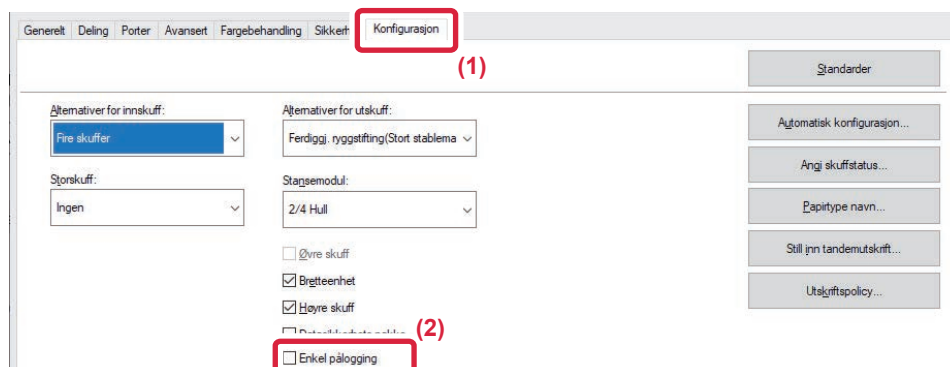 Generelt Deling Porter Avansert Fargebehandling Sikkerh Konfigurasjon
(1)
Standarder
Alternativer for innskuff:
Fire skuffer
Storskuff:
Ingen
Alternativer for utskuff:
Ferdiggj. ryggstifting(Stort stablema
Stansemodul:
2/4 Hull
Øvre skuff
Bretteenhet
Høyre skuff
(2)
Enkel pålogging
Automatisk konfigurasjon...
Angi skuffstatus...
Papirtype navn...
Still inn tandemutskrift...
Utskriftspolicy...